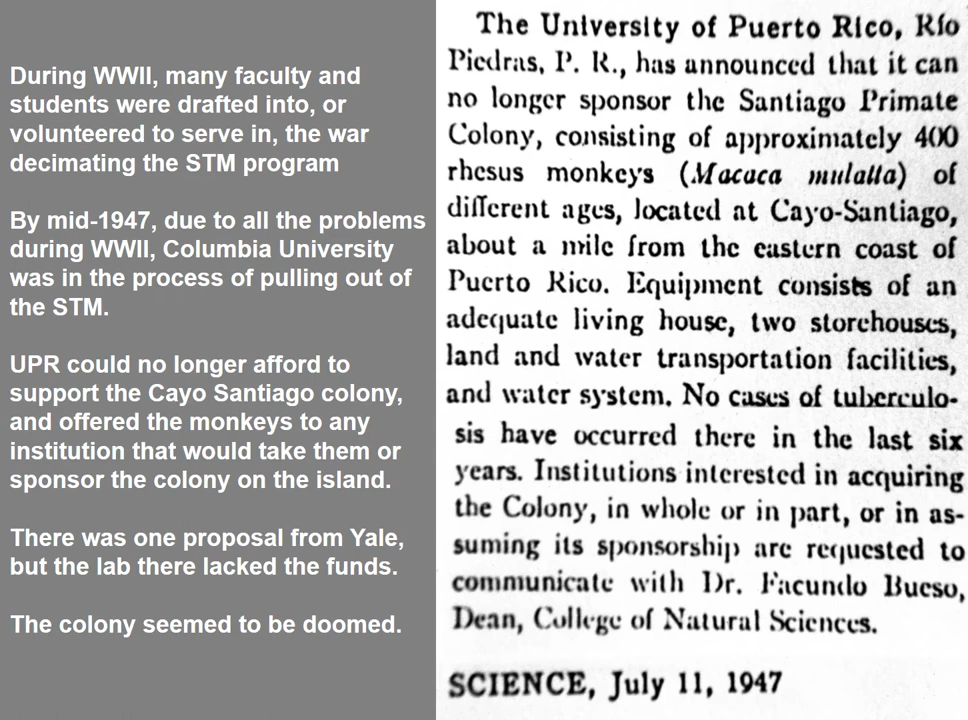 During WWII, many faculty and
students were drafted into, or
volunteered to serve in, the war
decimating the STM program
By mid-1947, due to all the problems
during WWII, Columbia University
was in the process of pulling out of
the STM.
UPR could no longer afford to
support the Cayo Santiago colony,
and offered the monkeys to any
institution that would take them or
sponsor the colony on the island.
There was one proposal from Yale,
but the lab there lacked the funds.
The colony seemed to be doomed.
The University of Puerto Rico, Río
Piedras, P. R., has announced that it can
no longer sponsor the Santiago Primate
Colony, consisting of approximately 400
rhesus monkeys (Macaca mulatta) of
different ages, located at Cayo-Santiago,
about a mile from the eastern coast of
Puerto Rico. Equipment consists of an
adequate living house, two storehouses,
land and water transportation facilities,
and water system. No cases of tuberculo-
sis have occurred there in the last six
years. Institutions interested in acquiring
the Colony, in whole or in part, or in as-
suming its sponsorship are requested to
communicate with Dr. Facundo Bueso,
Dean, College of Natural Sciences.
SCIENCE, July 11, 1947